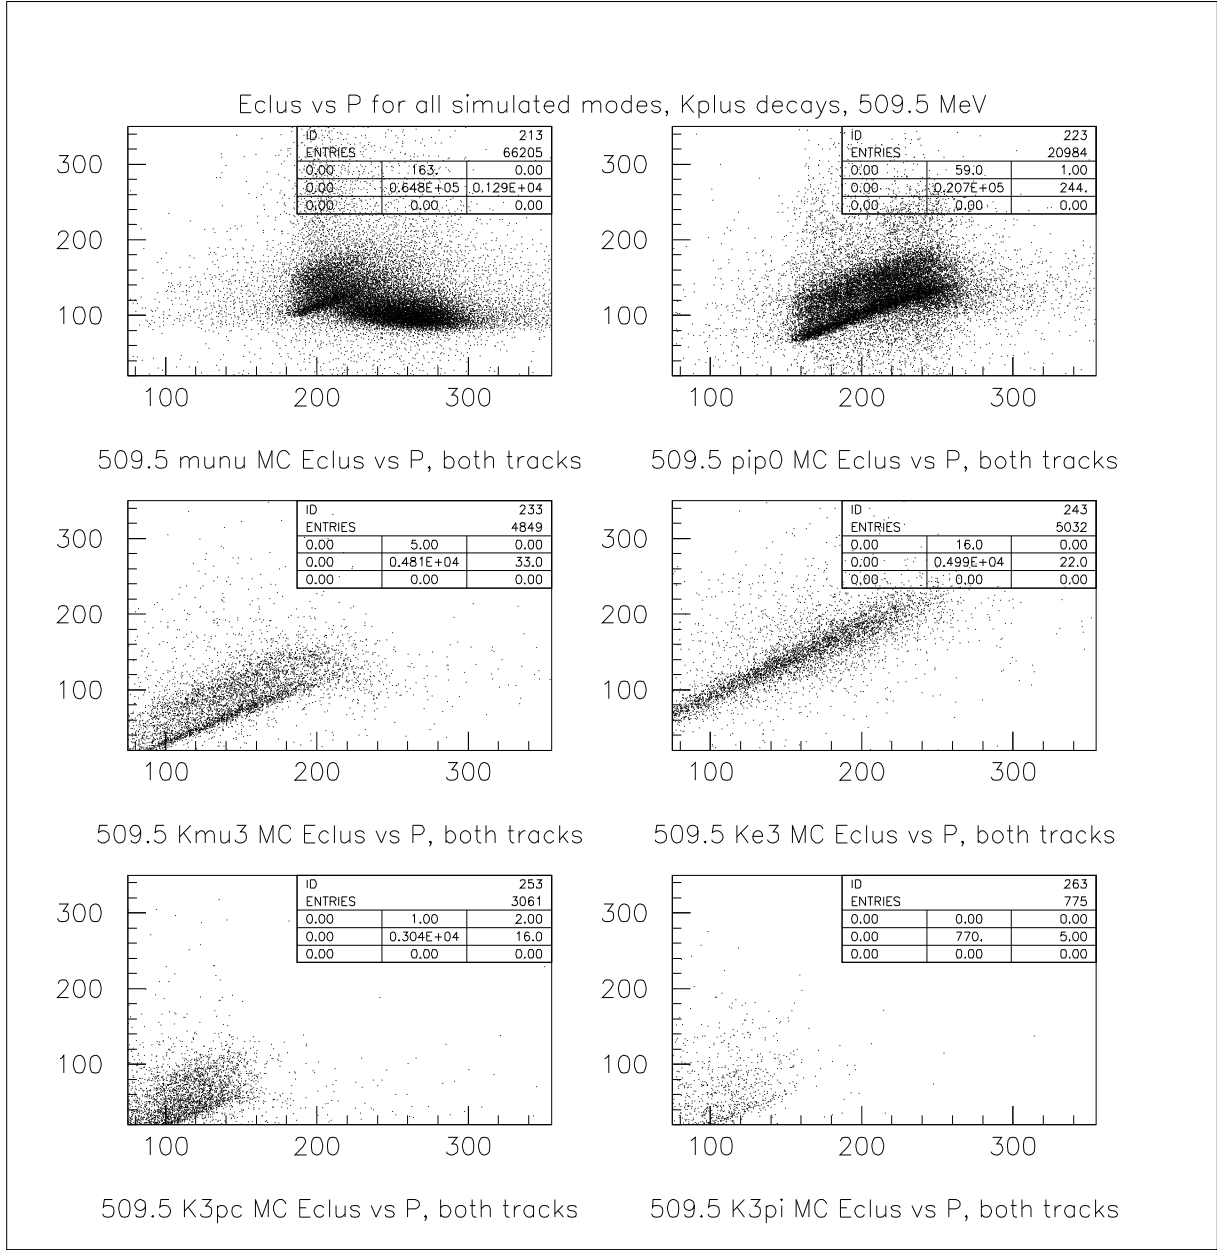 Eclus vs P for all simulated modes, Kplus decays, 509.5 MeV
ID 213
ENTRIES 66205
0.00 163. 0.00
0.00 0.648E+05 0.129E+04
0.00 0.00 0.00
300
200
100
100 200 300
509.5 munu MC Eclus vs P, both tracks
ID 223
ENTRIES 20984
0.00 59.0 1.00
0.00 0.207E+05 244.
0.00 0.00 0.00
300
200
100
100 200 300
509.5 pip0 MC Eclus vs P, both tracks
ID 233
ENTRIES 4849
0.00 5.00 0.00
0.00 0.481E+04 33.0
0.00 0.00 0.00
300
200
100
100 200 300
509.5 Kmu3 MC Eclus vs P, both tracks
ID 243
ENTRIES 5032
0.00 16.0 0.00
0.00 0.499E+04 22.0
0.00 0.00 0.00
300
200
100
100 200 300
509.5 Ke3 MC Eclus vs P, both tracks
ID 253
ENTRIES 3061
0.00 1.00 2.00
0.00 0.304E+04 16.0
0.00 0.00 0.00
300
200
100
100 200 300
509.5 K3pc MC Eclus vs P, both tracks
ID 263
ENTRIES 775
0.00 0.00 0.00
0.00 770. 5.00
0.00 0.00 0.00
300
200
100
100 200 300
509.5 K3pi MC Eclus vs P, both tracks